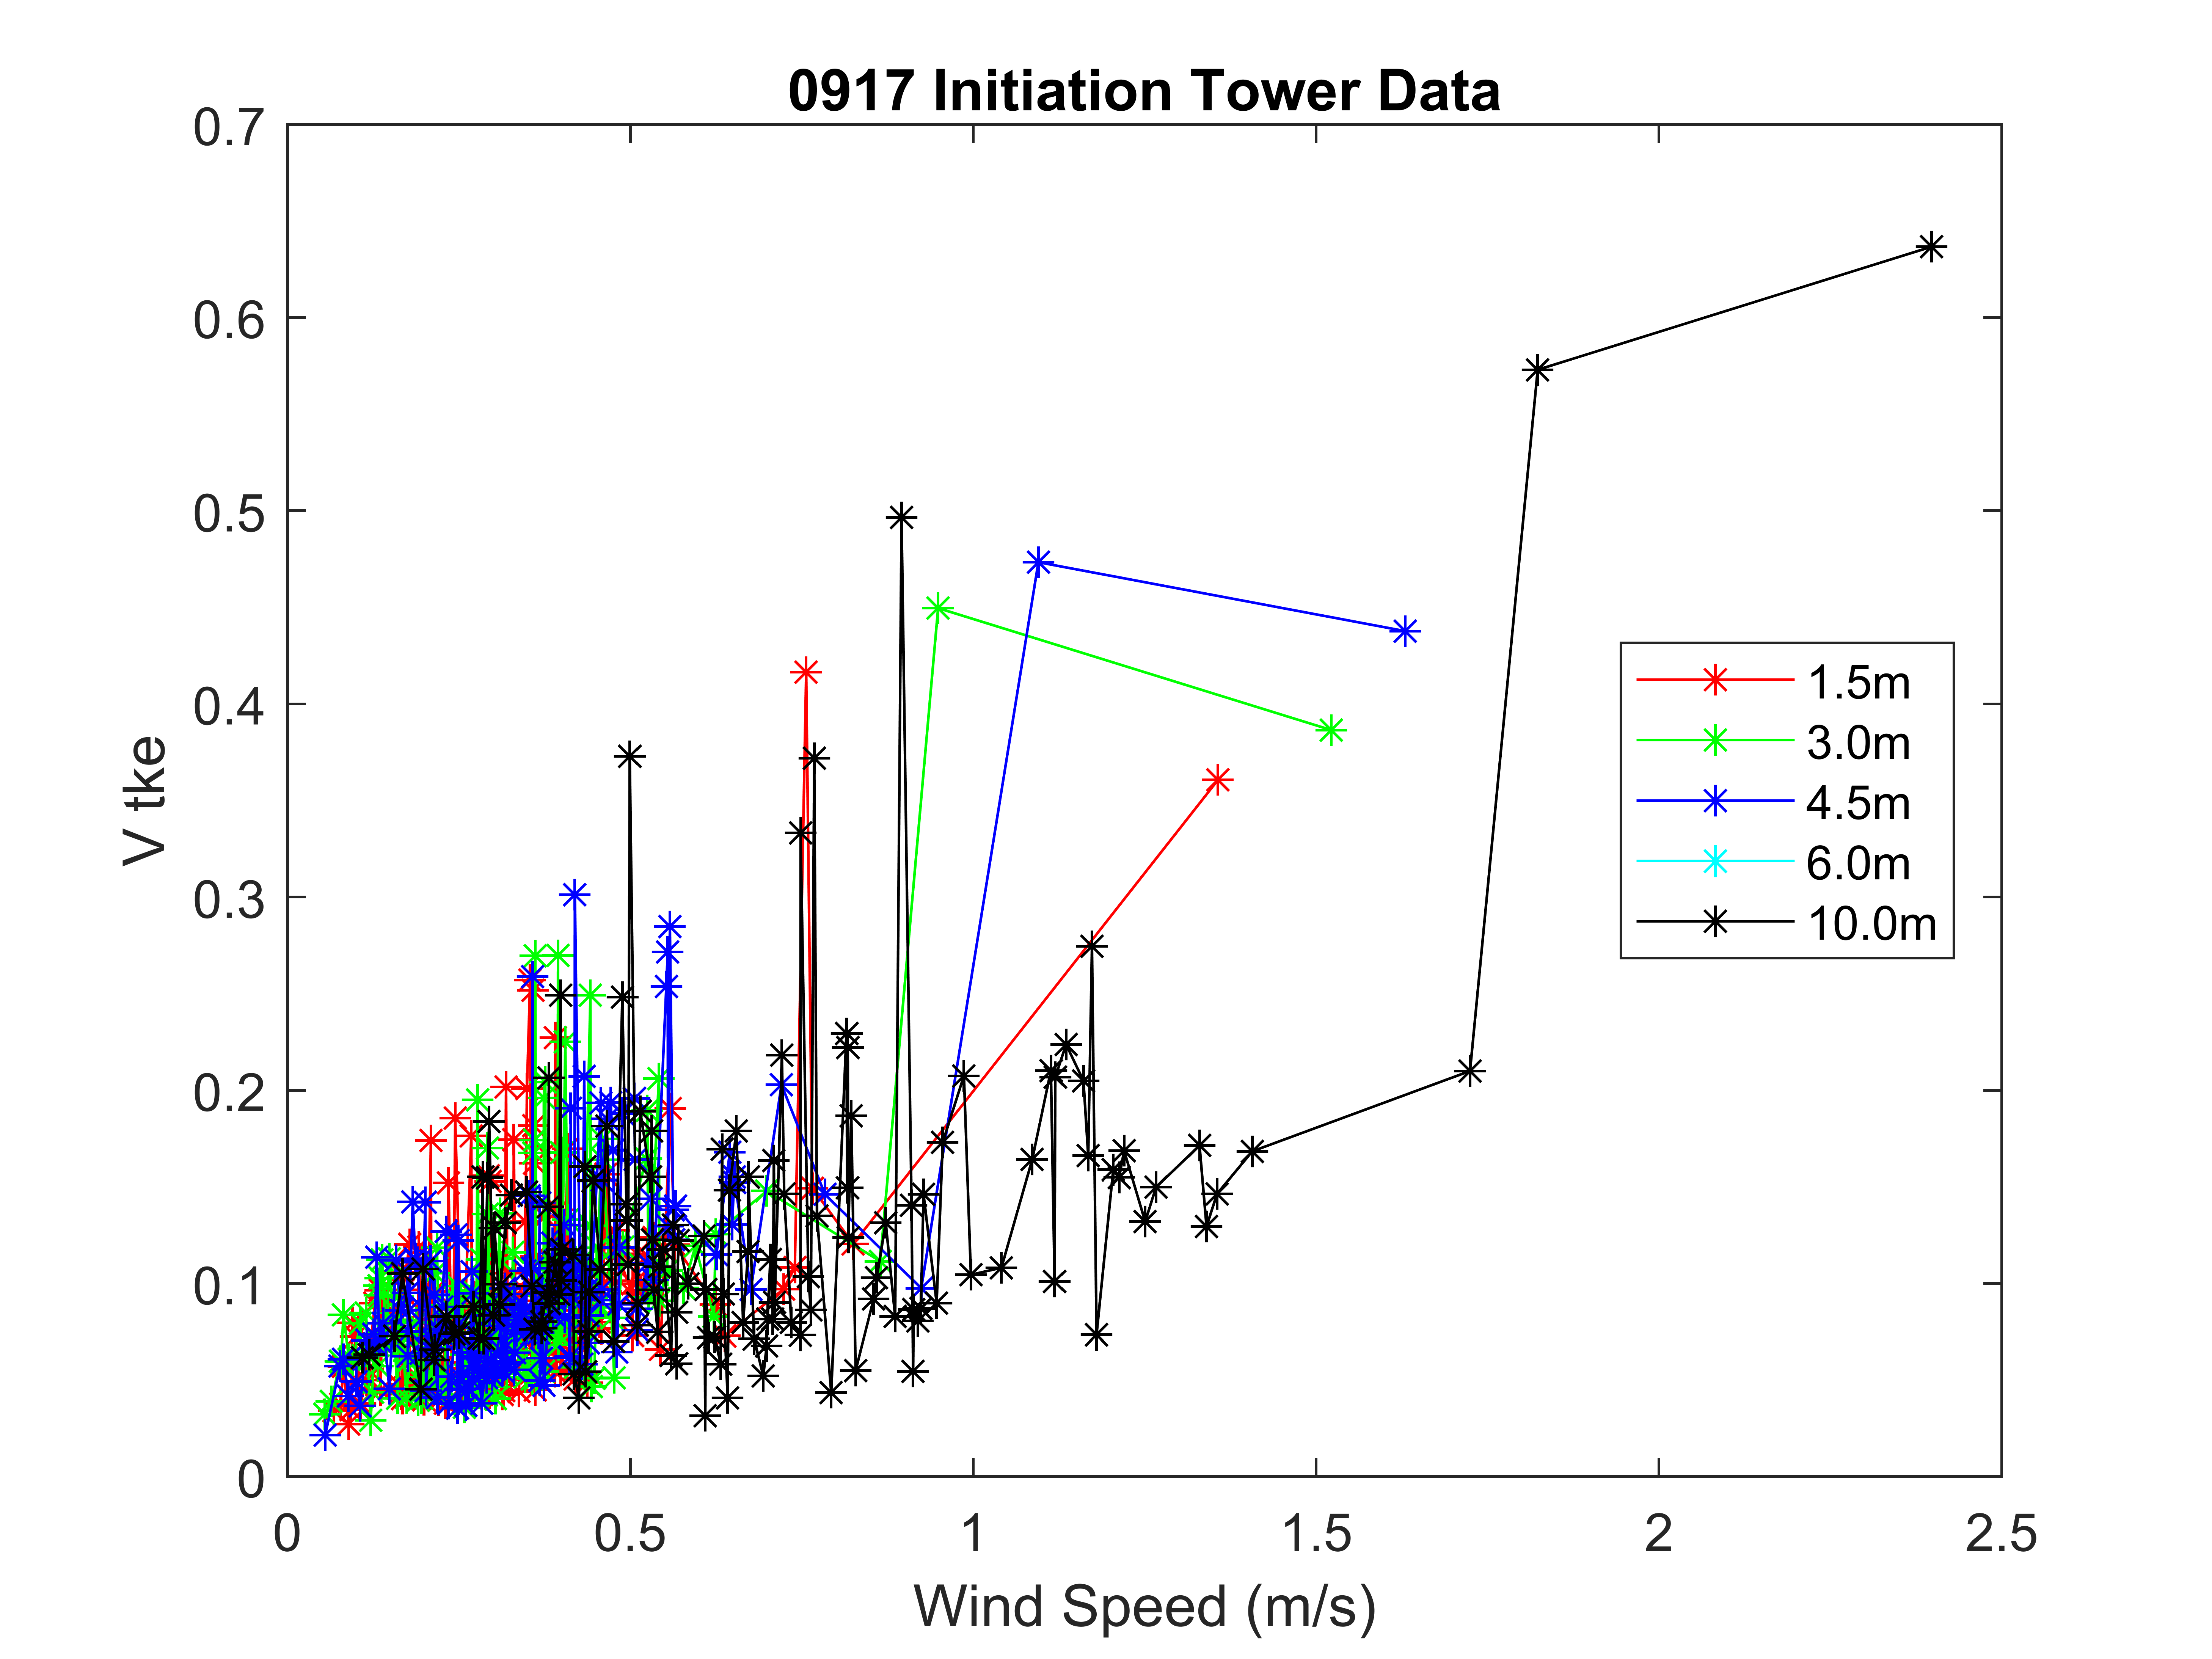 0917 Initiation Tower Data
0.7
0.6
0.5
0.4
0.3
0.2
0.1
0
V tke
1.5m
3.0m
4.5m
6.0m
10.0m
0 0.5 1 1.5 2 2.5
Wind Speed (m/s)